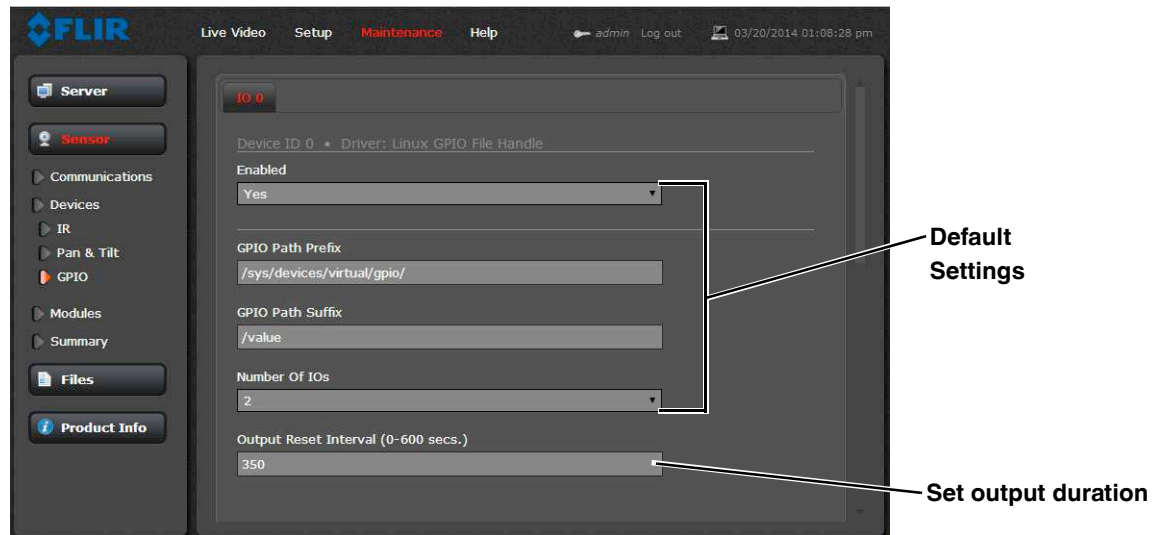 FLIR
Live Video Setup Maintenance Help admin Log out 03/20/2014 01:08:28 pm
Server
Sensor
Communications
Devices
IR
Pan & Tilt
GPIO
Modules
Summary
Files
Product Info
IO 0
Device ID 0 • Driver: Linux GPIO File Handle
Enabled
Yes
GPIO Path Prefix
/sys/devices/virtual/gpio/
GPIO Path Suffix
/value
Number Of IOs
2
Output Reset Interval (0-600 secs.)
350
Default
Settings
Set output duration